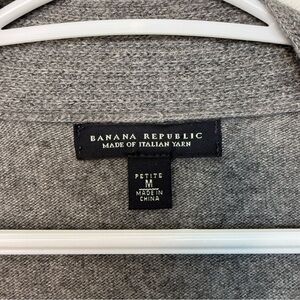 BANANA REPUBLIC
MADE OF ITALIAN YARN
PETITE
M
MADE IN
CHINA